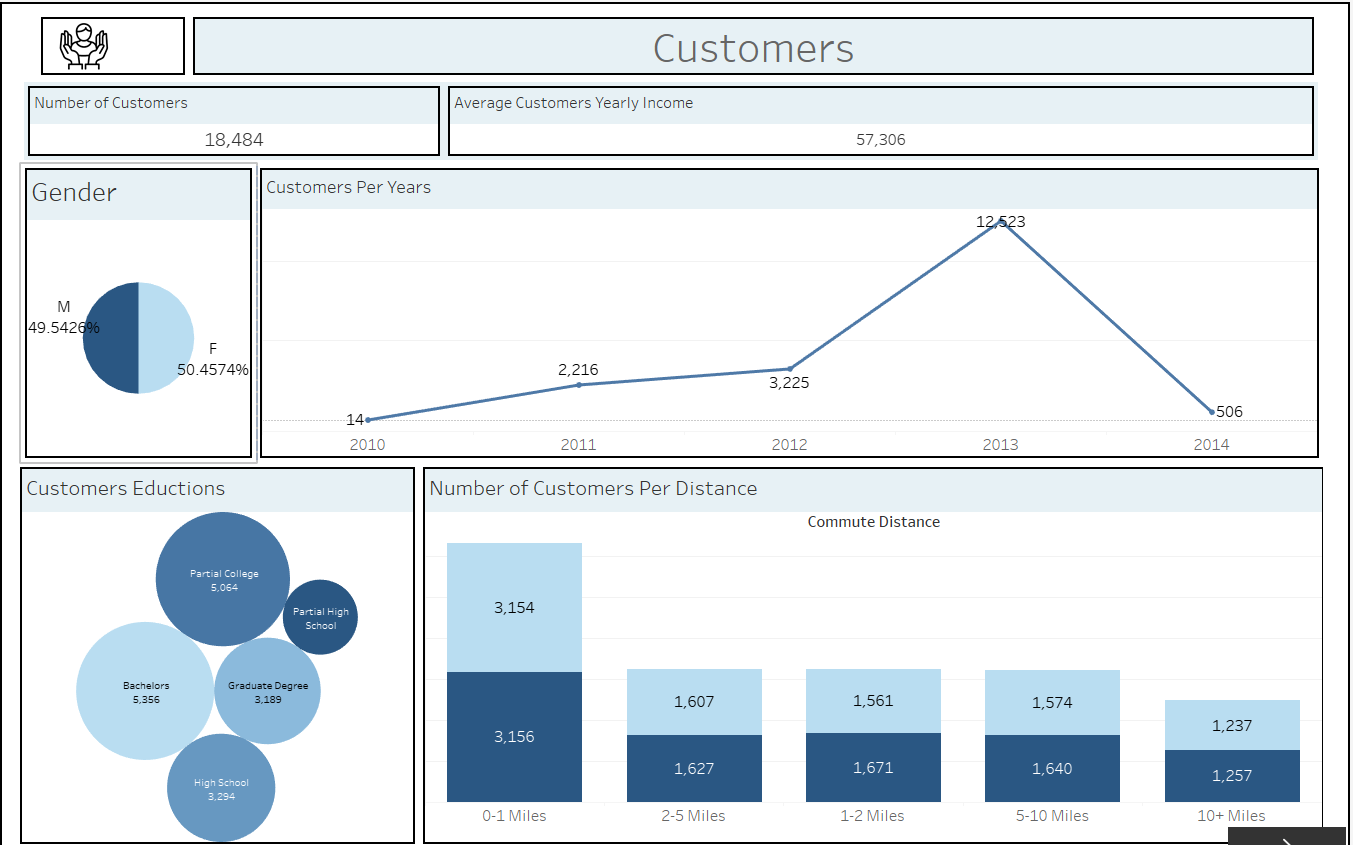 Customers
Number of Customers
18,484
Average Customers Yearly Income
57,306
Gender
M
49.5426%
F
50.4574%
Customers Per Years
14
2,216
3,225
12,523
506
2010
2011
2012
2013
2014
Customers Eductions
Partial College
5,064
Partial High
School
Bachelors
5,356
Graduate Degree
3,189
High School
3,294
Number of Customers Per Distance
Commute Distance
3,154
3,156
1,607
1,627
1,561
1,671
1,574
1,640
1,237
1,257
0-1 Miles
2-5 Miles
1-2 Miles
5-10 Miles
10+ Miles